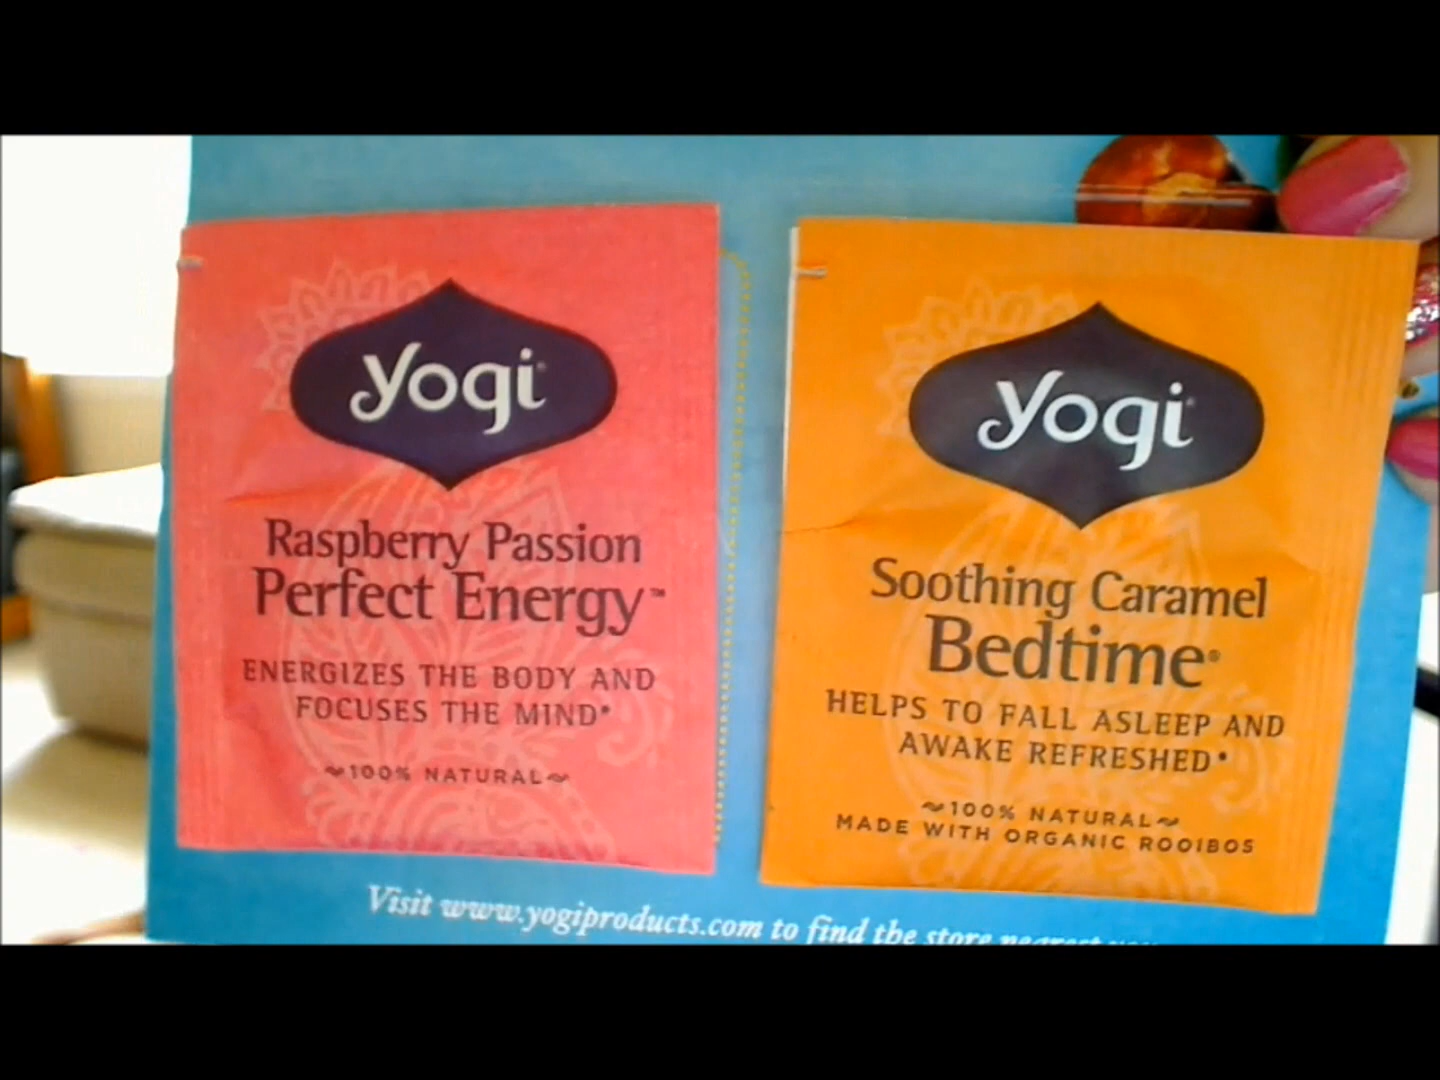 yogi
Raspberry Passion
Perfect Energy™
ENERGIZES THE BODY AND
FOCUSES THE MIND*
~100% NATURAL~
yogi
Soothing Caramel
Bedtime®
HELPS TO FALL ASLEEP AND
AWAKE REFRESHED*
~100% NATURAL~
MADE WITH ORGANIC ROOIBOS
Visit www.yogiproducts.com to find the store nearest